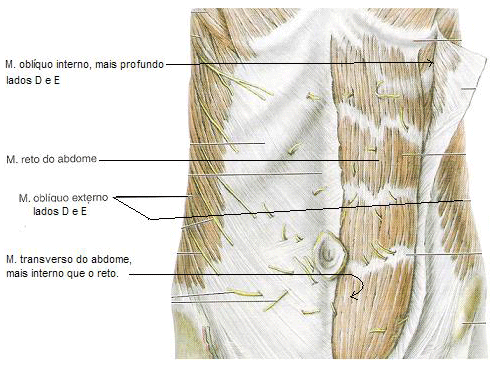 M. oblíquo interno, mais profundo
lados D e E
M. reto do abdome
M. oblíquo externo
lados D e E
M. transverso do abdome,
mais interno que o reto.